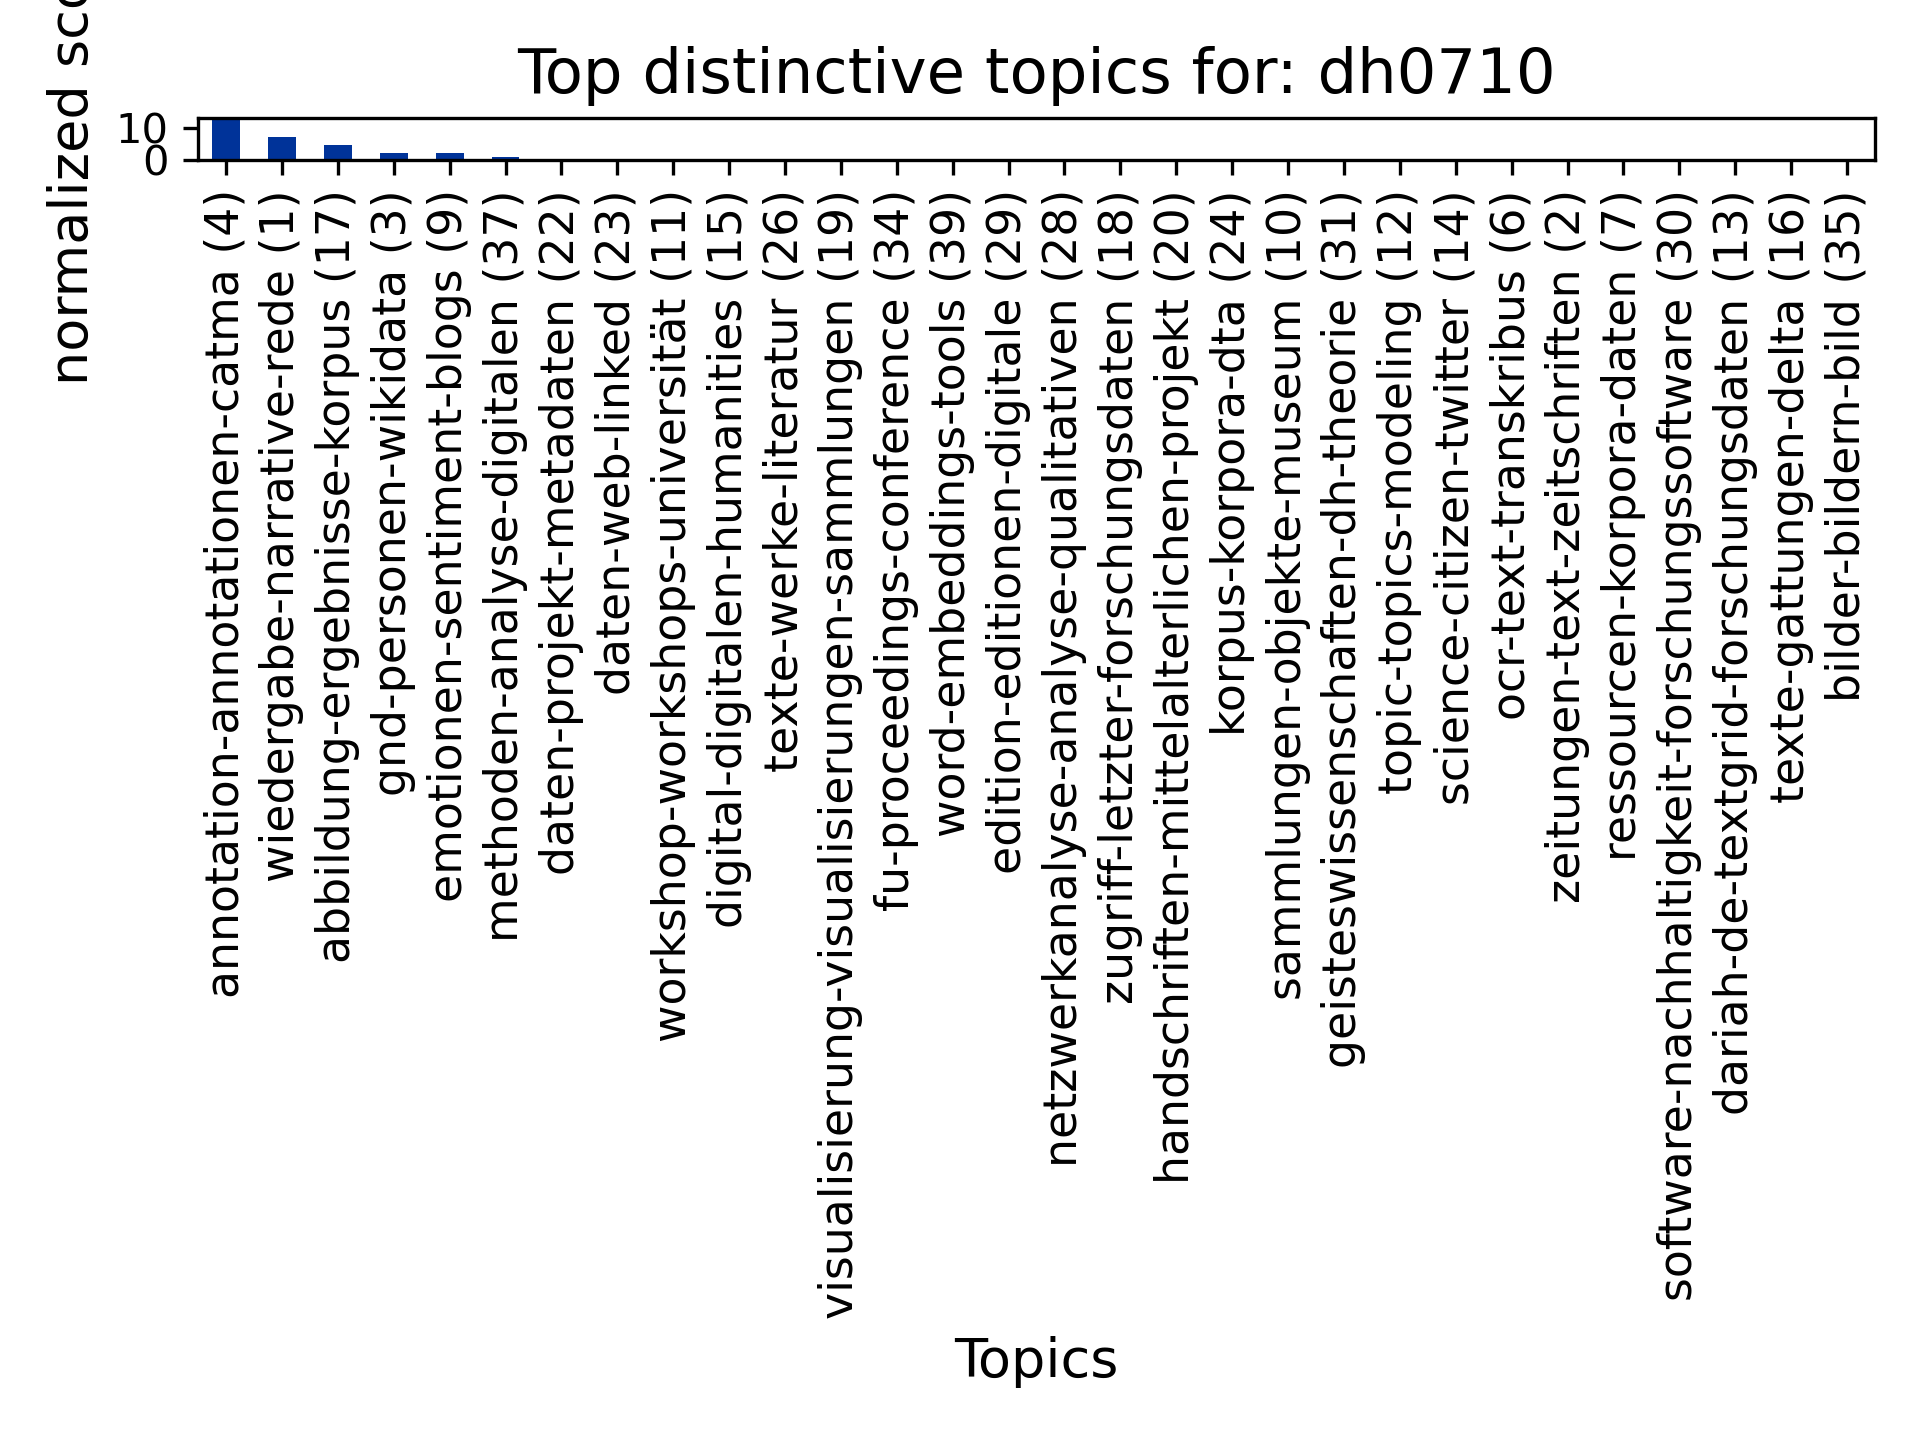 Top distinctive topics for: dh0710
normalized sco
10
0
annotation-annotationen-catma (4)
wiedergabe-narrative-rede (1)
abbildung-ergebnisse-korpus (17)
gnd-personen-wikidata (3)
emotionen-sentiment-blogs (9)
methoden-analyse-digitalen (37)
daten-projekt-metadaten (22)
daten-web-linked (23)
workshop-workshops-universität (11)
digital-digitalen-humanities (15)
texte-werke-literatur (26)
visualisierung-visualisierungen-sammlungen (19)
fu-proceedings-conference (34)
word-embeddings-tools (39)
edition-editionen-digitale (29)
netzwerkanalyse-analyse-qualitativen (28)
zugriff-letzter-forschungsdaten (18)
handschriften-mittelalterlichen-projekt (20)
korpus-korpora-dta (24)
sammlungen-objekte-museum (10)
geisteswissenschaften-dh-theorie (31)
topic-topics-modeling (12)
science-citizen-twitter (14)
ocr-text-transkribus (6)
zeitungen-text-zeitschriften (2)
ressourcen-korpora-daten (7)
software-nachhaltigkeit-forschungssoftware (30)
dariah-de-textgrid-forschungsdaten (13)
texte-gattungen-delta (16)
bilder-bildern-bild (35)
Topics